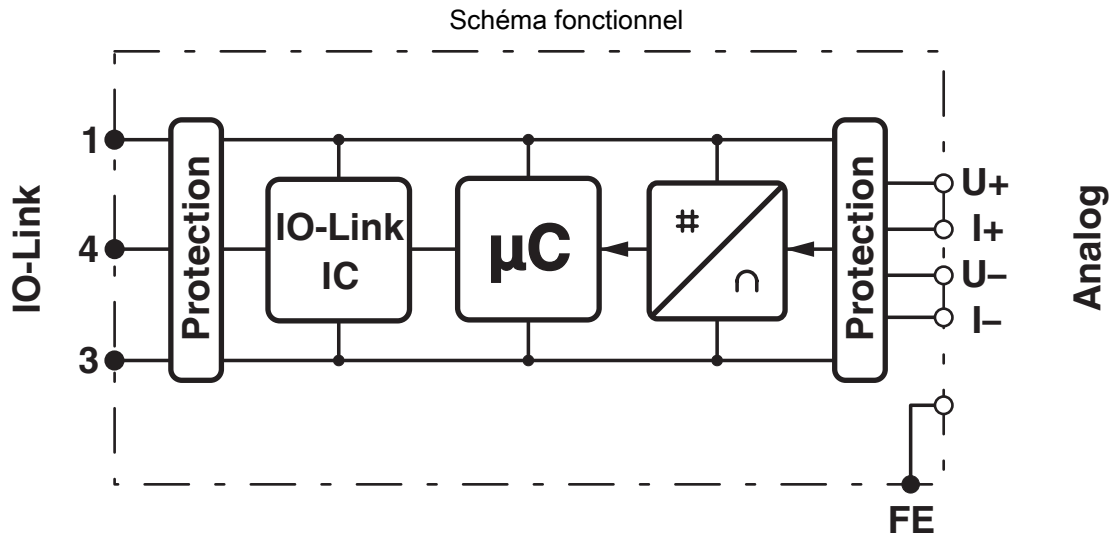 Schéma fonctionnel
IO-Link
1
4
3
Protection
IO-Link
IC
µC
#
∩
Protection
U+
I+
U–
I–
Analog
FE